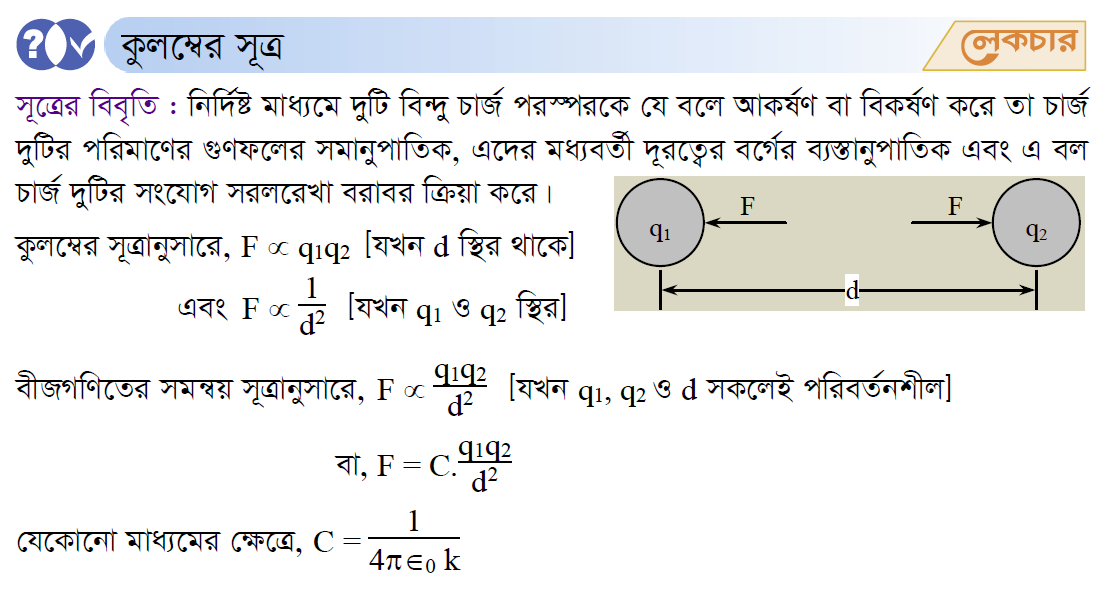 কুলম্বের সূত্র
লেকচার
সূত্রের বিবৃতি : নির্দিষ্ট মাধ্যমে দুটি বিন্দু চার্জ পরস্পরকে যে বলে আকর্ষণ বা বিকর্ষণ করে তা চার্জ
দুটির পরিমাণের গুণফলের সমানুপাতিক, এদের মধ্যবর্তী দূরত্বের বর্গের ব্যস্তানুপাতিক এবং এ বল
চার্জ দুটির সংযোগ সরলরেখা বরাবর ক্রিয়া করে।
F F
q₁ q₂
d
কুলম্বের সূত্রানুসারে, F ∝ q₁q₂ [যখন d স্থির থাকে]
এবং F ∝ 1/d² [যখন q₁ ও q₂ স্থির]
বীজগণিতের সমন্বয় সূত্রানুসারে, F ∝ q₁q₂/d² [যখন q₁, q₂ ও d সকলেই পরিবর্তনশীল]
বা, F = C.q₁q₂/d²
যেকোনো মাধ্যমের ক্ষেত্রে, C = 1/4π∈₀ k